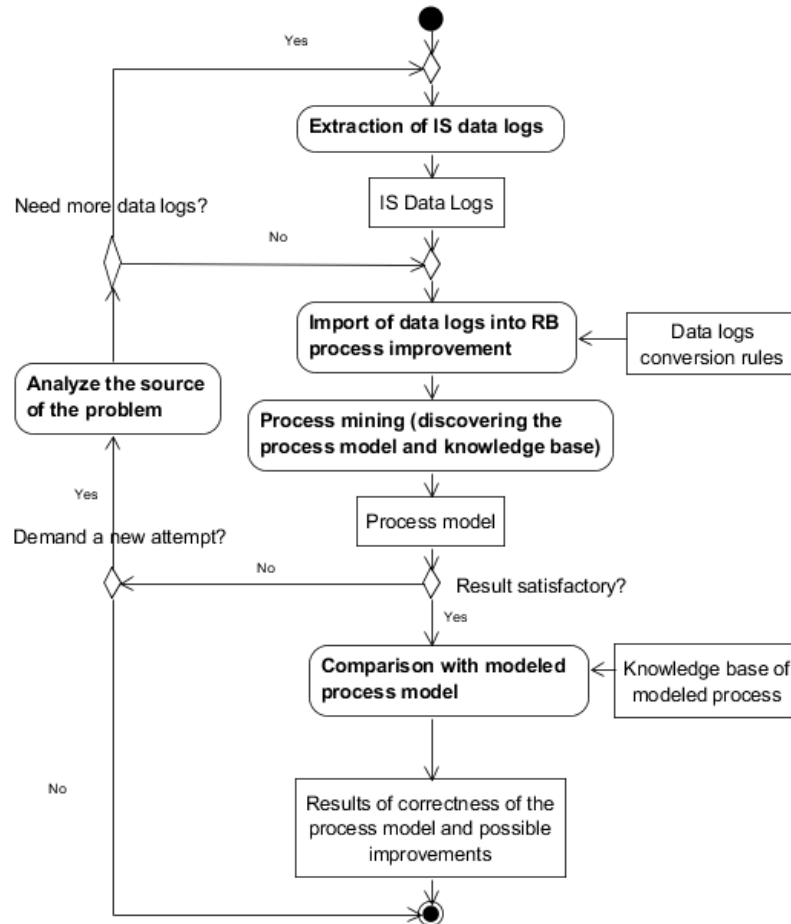 Yes
Extraction of IS data logs
IS Data Logs
Need more data logs?
No
Import of data logs into RB
process improvement
Data logs
conversion rules
Analyze the source
of the problem
Process mining (discovering the
process model and knowledge base)
Yes
Process model
Demand a new attempt?
No
Result satisfactory?
Yes
Comparison with modeled
process model
Knowledge base of
modeled process
No
Results of correctness of the
process model and possible
improvements